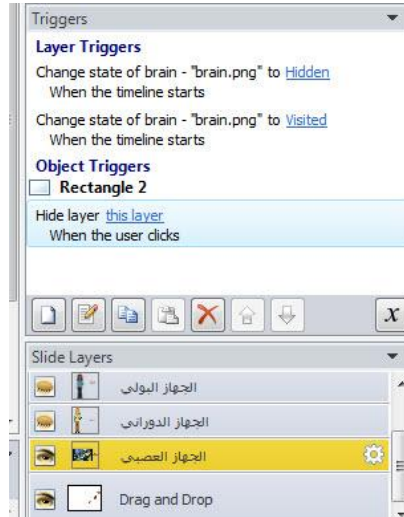 Triggers
Layer Triggers
Change state of brain - "brain.png" to Hidden
When the timeline starts
Change state of brain - "brain.png" to Visited
When the timeline starts
Object Triggers
Rectangle 2
Hide layer this layer
When the user clicks
x
Slide Layers
الجهاز البولي
الجهاز الدوراني
الجهاز العصبي
Drag and Drop